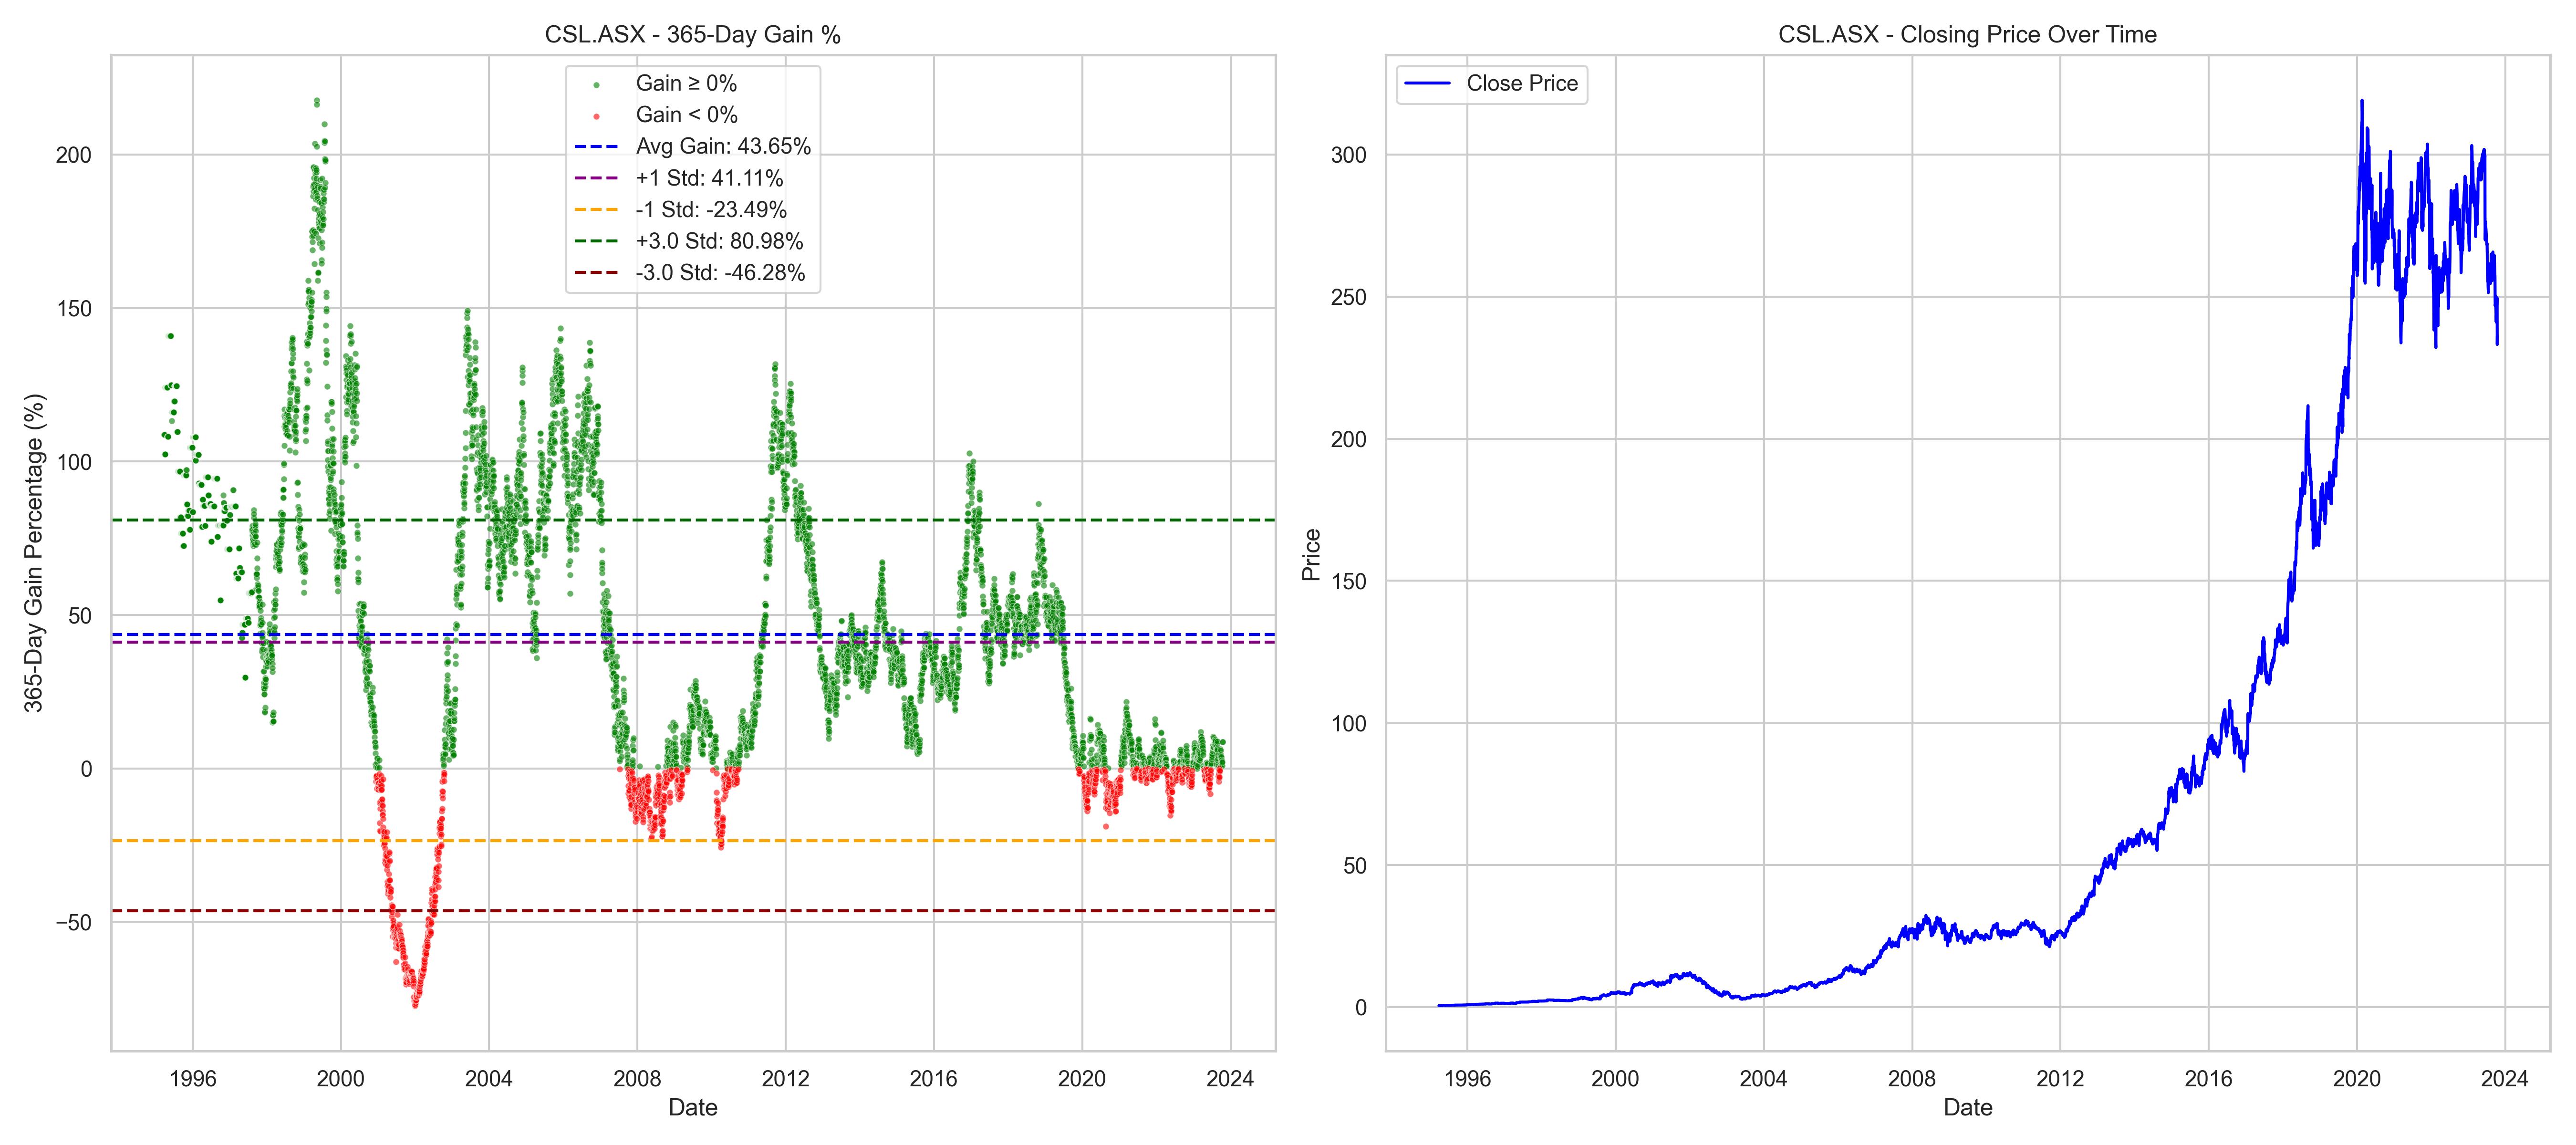 CSL.ASX - 365-Day Gain %
Gain ≥ 0%
Gain < 0%
Avg Gain: 43.65%
+1 Std: 41.11%
-1 Std: -23.49%
+3.0 Std: 80.98%
-3.0 Std: -46.28%
365-Day Gain Percentage (%)
200
150
100
50
0
−50
1996 2000 2004 2008 2012 2016 2020 2024
Date
CSL.ASX - Closing Price Over Time
Close Price
Price
300
250
200
150
100
50
0
1996 2000 2004 2008 2012 2016 2020 2024
Date